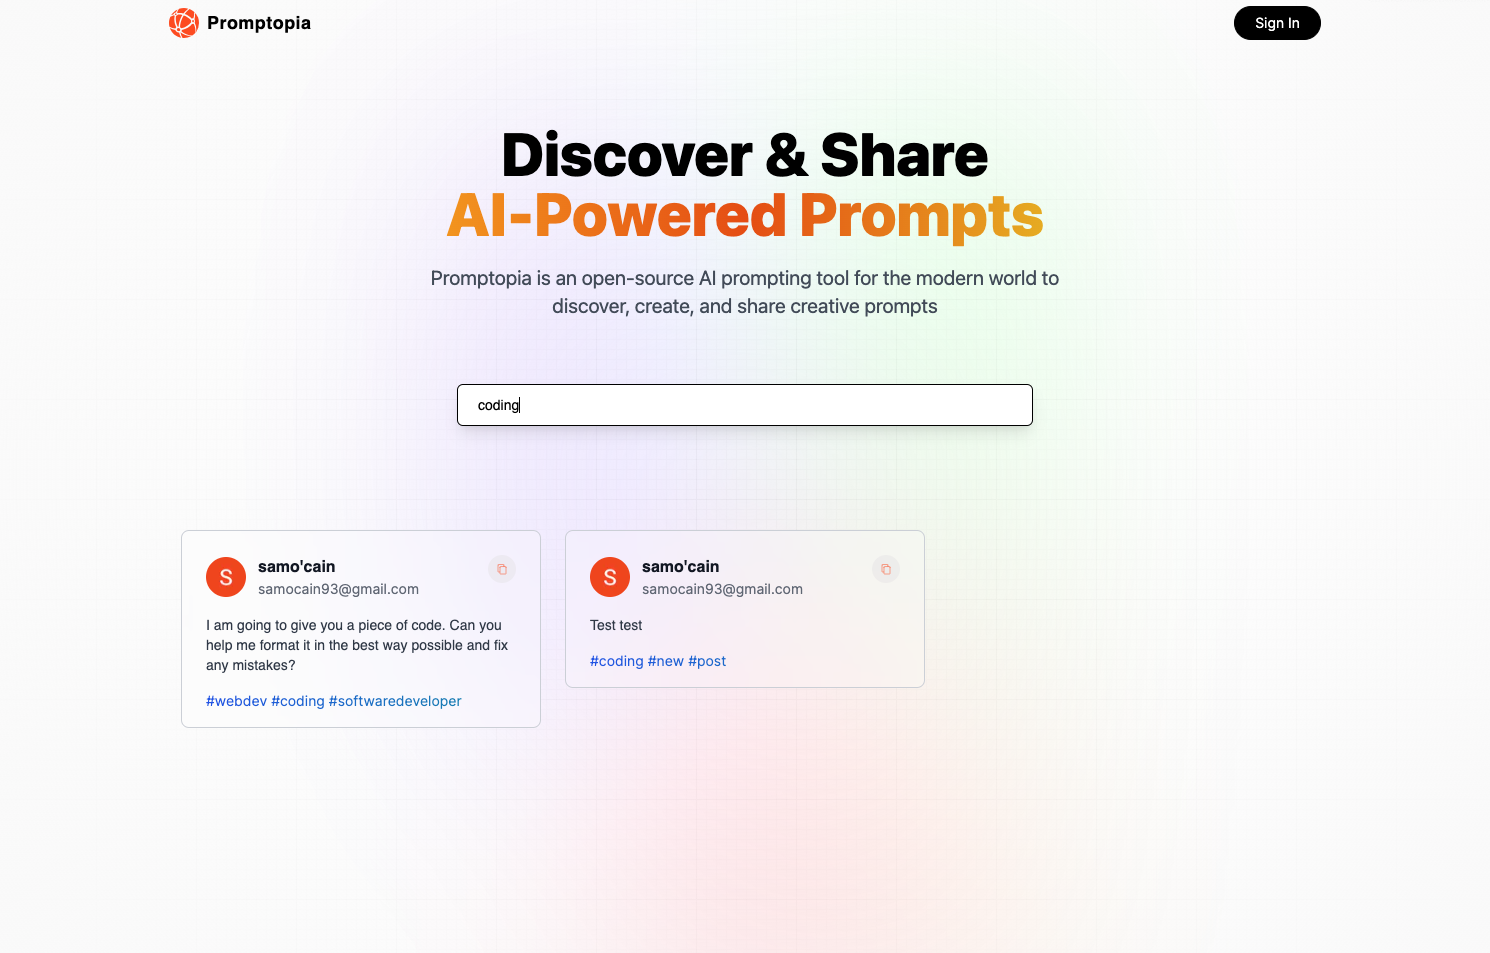 Promptopia
Sign In
Discover & Share
AI-Powered Prompts
Promptopia is an open-source AI prompting tool for the modern world to
discover, create, and share creative prompts
coding
S
samo'cain
samocain93@gmail.com
I am going to give you a piece of code. Can you
help me format it in the best way possible and fix
any mistakes?
#webdev #coding #softwaredeveloper
S
samo'cain
samocain93@gmail.com
Test test
#coding #new #post